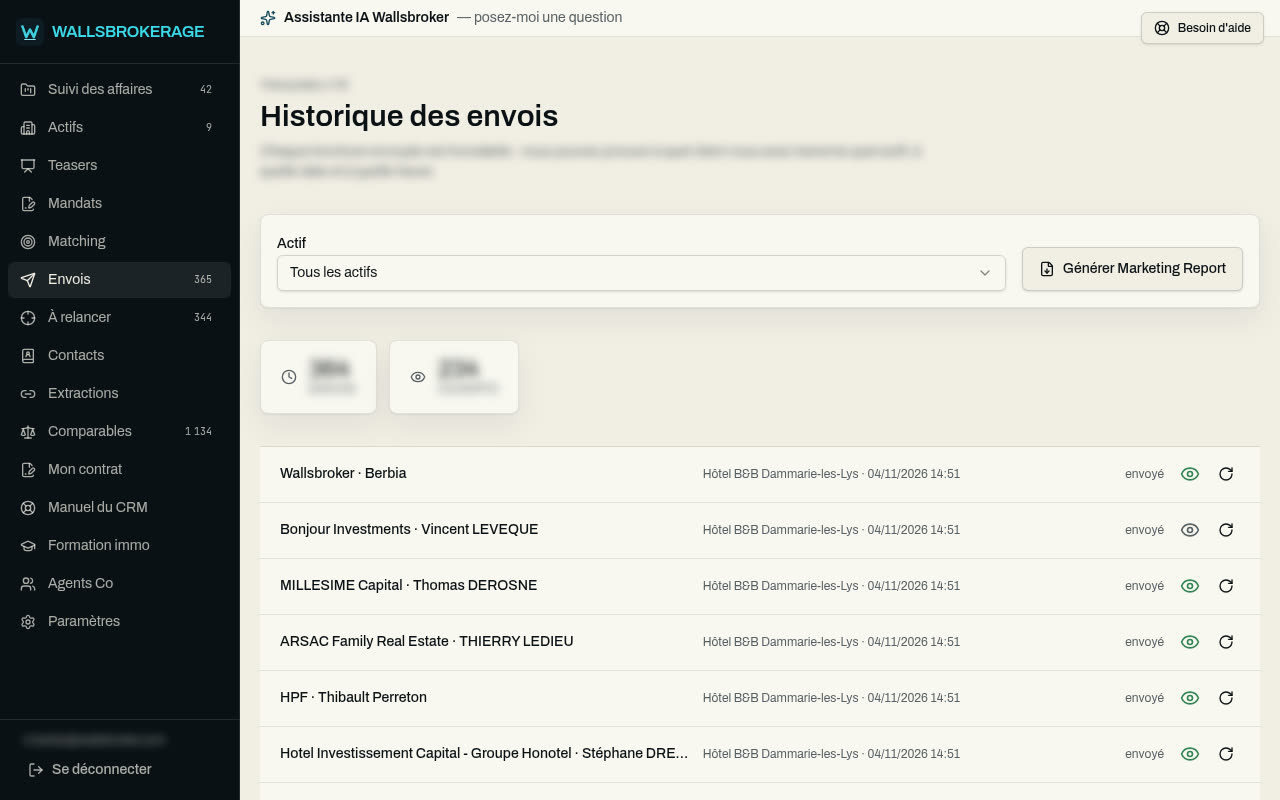 WALLSBROKERAGE
Suivi des affaires 42
Actifs 9
Teasers
Mandats
Matching
Envois 365
À relancer 344
Contacts
Extractions
Comparables 1 134
Mon contrat
Manuel du CRM
Formation immo
Agents Co
Paramètres
Se déconnecter
Assistante IA Wallsbroker — posez-moi une question
Besoin d'aide
Historique des envois
Actif
Tous les actifs
Générer Marketing Report
Wallsbroker · Berbia Hôtel B&B Dammarie-les-Lys · 04/11/2026 14:51 envoyé
Bonjour Investments · Vincent LEVEQUE Hôtel B&B Dammarie-les-Lys · 04/11/2026 14:51 envoyé
MILLESIME Capital · Thomas DEROSNE Hôtel B&B Dammarie-les-Lys · 04/11/2026 14:51 envoyé
ARSAC Family Real Estate · THIERRY LEDIEU Hôtel B&B Dammarie-les-Lys · 04/11/2026 14:51 envoyé
HPF · Thibault Perreton Hôtel B&B Dammarie-les-Lys · 04/11/2026 14:51 envoyé
Hotel Investissement Capital - Groupe Honotel · Stéphane DRE... Hôtel B&B Dammarie-les-Lys · 04/11/2026 14:51 envoyé